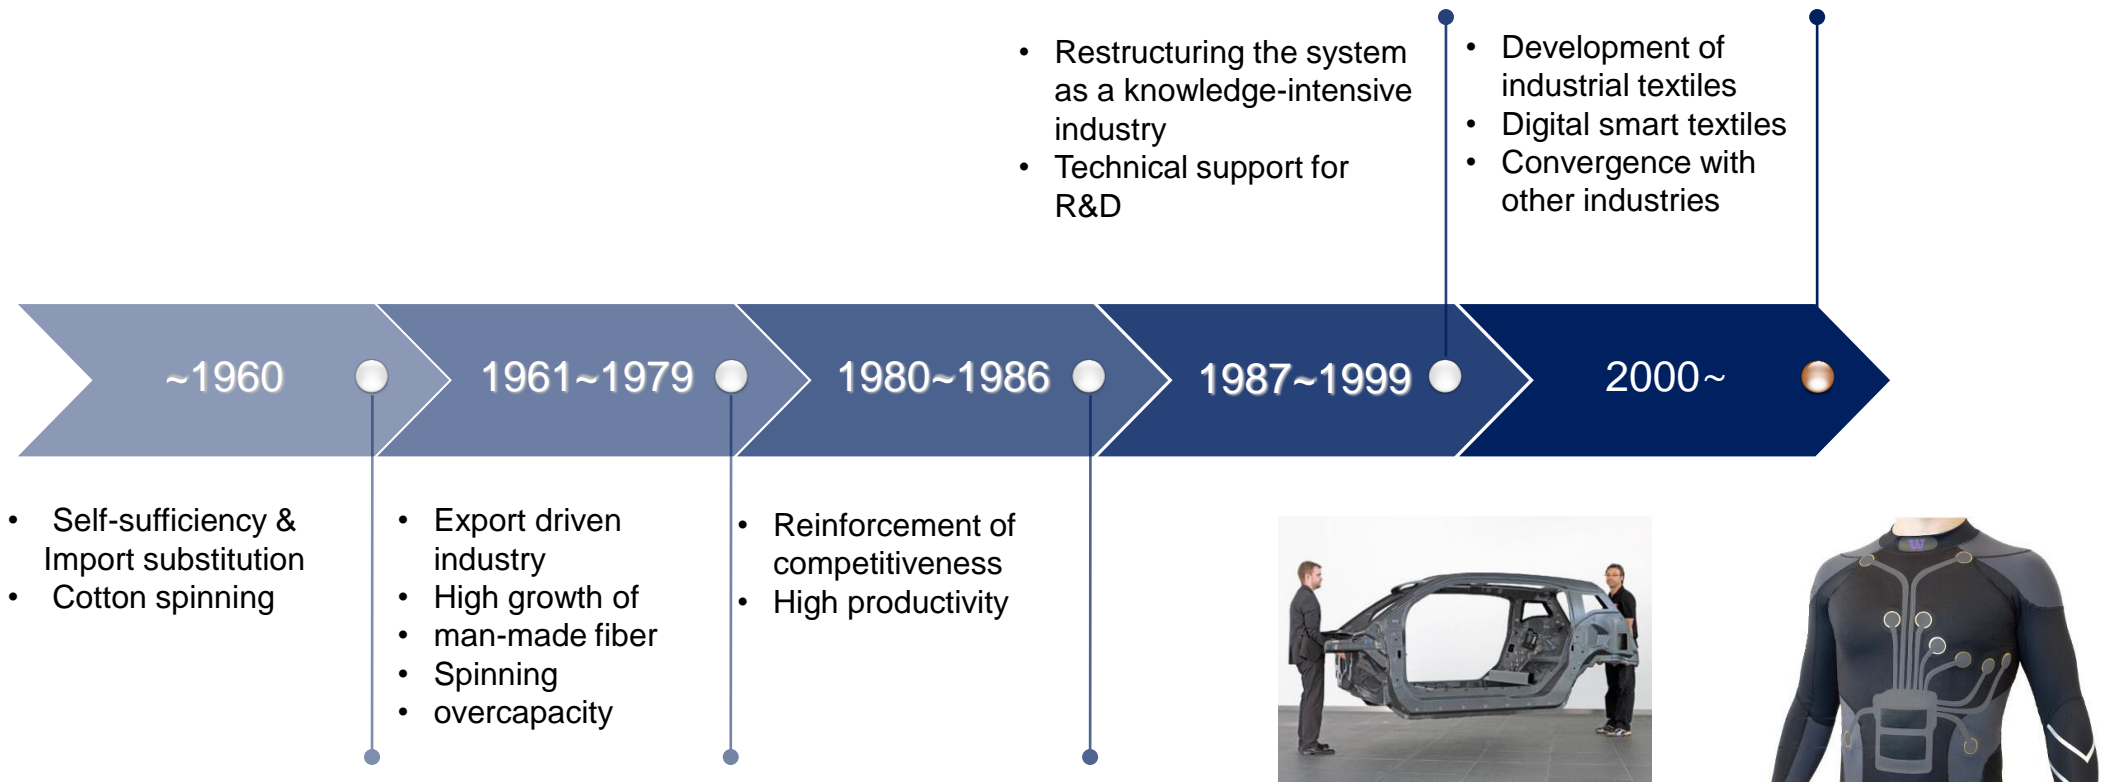 • Restructuring the system
as a knowledge-intensive
industry
• Technical support for
R&D
• Development of
industrial textiles
• Digital smart textiles
• Convergence with
other industries
~1960
1961~1979
1980~1986
1987~1999
2000~
• Self-sufficiency &
Import substitution
• Cotton spinning
• Export driven
industry
• High growth of
• man-made fiber
• Spinning
• overcapacity
• Reinforcement of
competitiveness
• High productivity
W